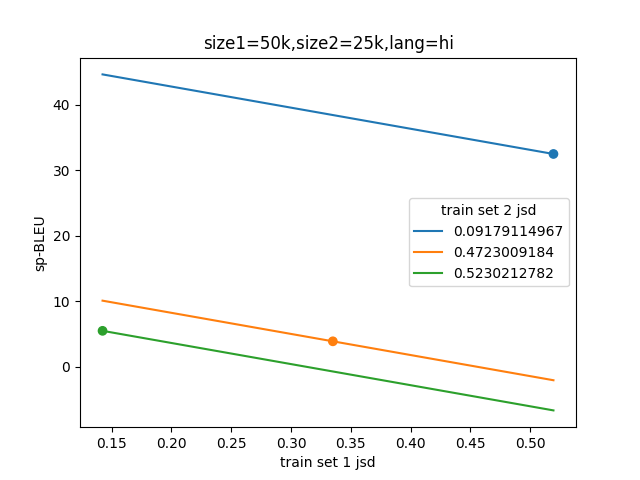 size1=50k,size2=25k,lang=hi
sp-BLEU
40
30
20
10
0
train set 2 jsd
0.09179114967
0.4723009184
0.5230212782
0.15 0.20 0.25 0.30 0.35 0.40 0.45 0.50
train set 1 jsd